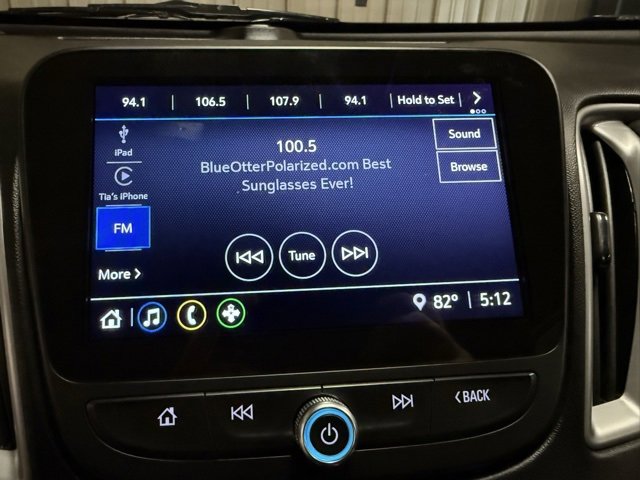 94.1 | 106.5 | 107.9 | 94.1 | Hold to Set | >
iPad
Tia's iPhone
FM
More >
100.5
BlueOtterPolarized.com Best
Sunglasses Ever!
Sound
Browse
Tune
82° | 5:12
< BACK